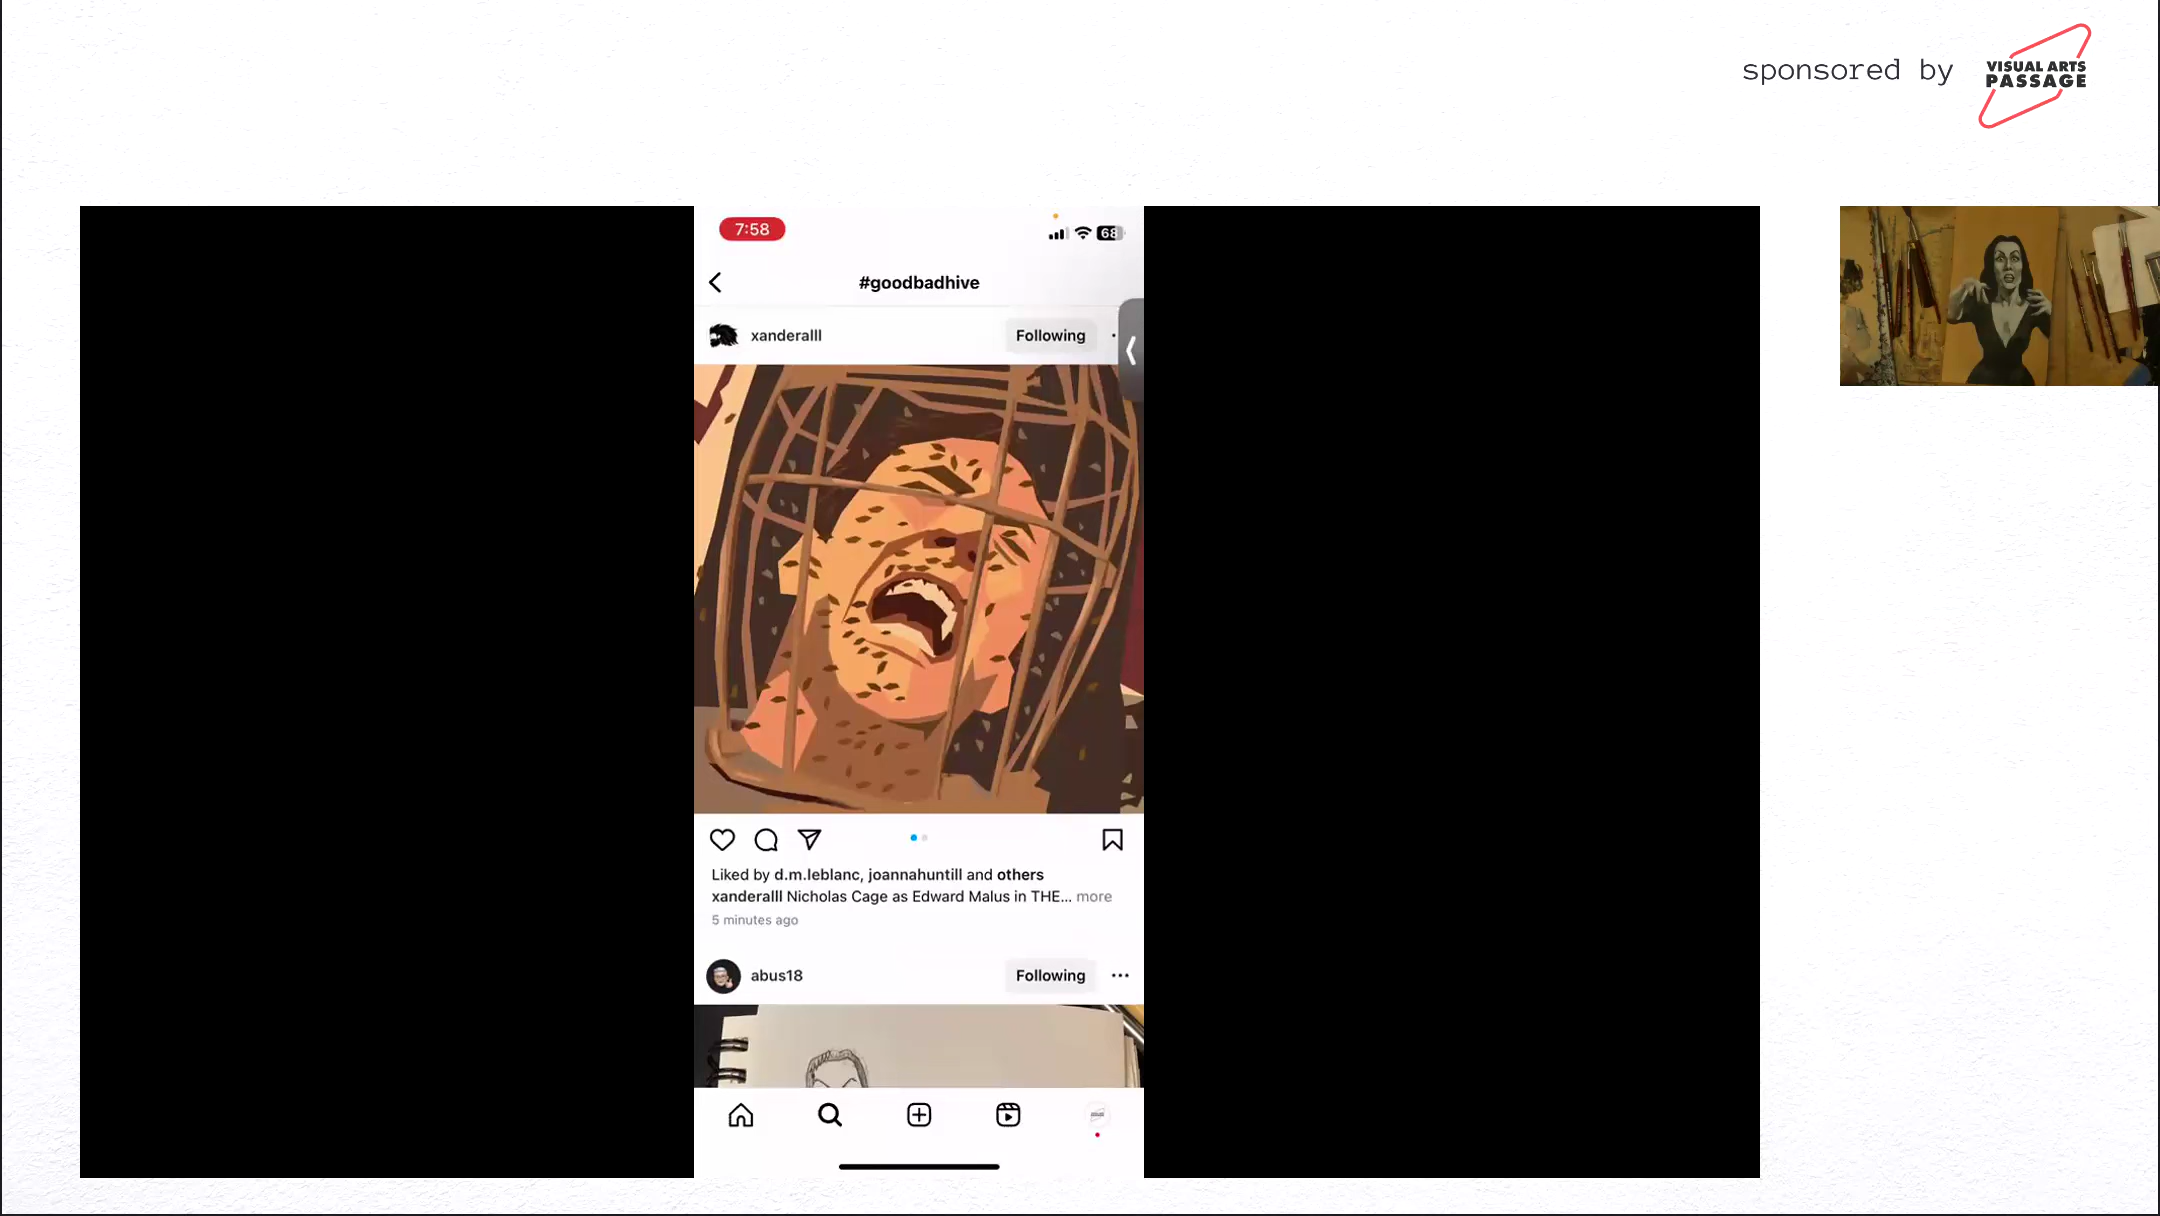 sponsored by
VISUAL ARTS
PASSAGE
7:58
68
#goodbadhive
xanderalll
Following
Liked by d.m.leblanc, joannahuntill and others
xanderalll Nicholas Cage as Edward Malus in THE... more
5 minutes ago
abus18
Following